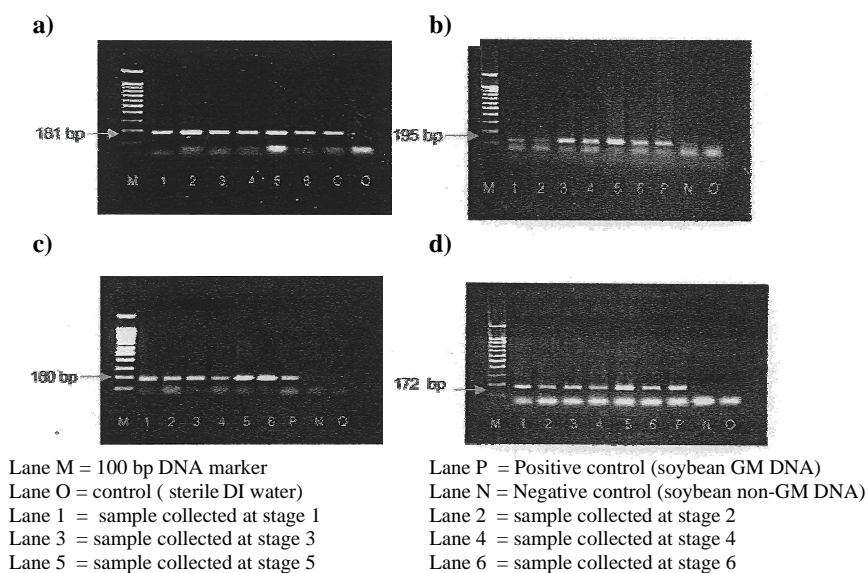 a)
b)
181 bp
M 1 2 3 4 5 6 C O
195 bp
M 1 2 3 4 5 6 P N O
c)
d)
160 bp
M 1 2 3 4 5 6 P N O
172 bp
M 1 2 3 4 5 6 P N O
Lane M = 100 bp DNA marker
Lane P = Positive control (soybean GM DNA)
Lane O = control ( sterile DI water)
Lane N = Negative control (soybean non-GM DNA)
Lane 1 = sample collected at stage 1
Lane 2 = sample collected at stage 2
Lane 3 = sample collected at stage 3
Lane 4 = sample collected at stage 4
Lane 5 = sample collected at stage 5
Lane 6 = sample collected at stage 6